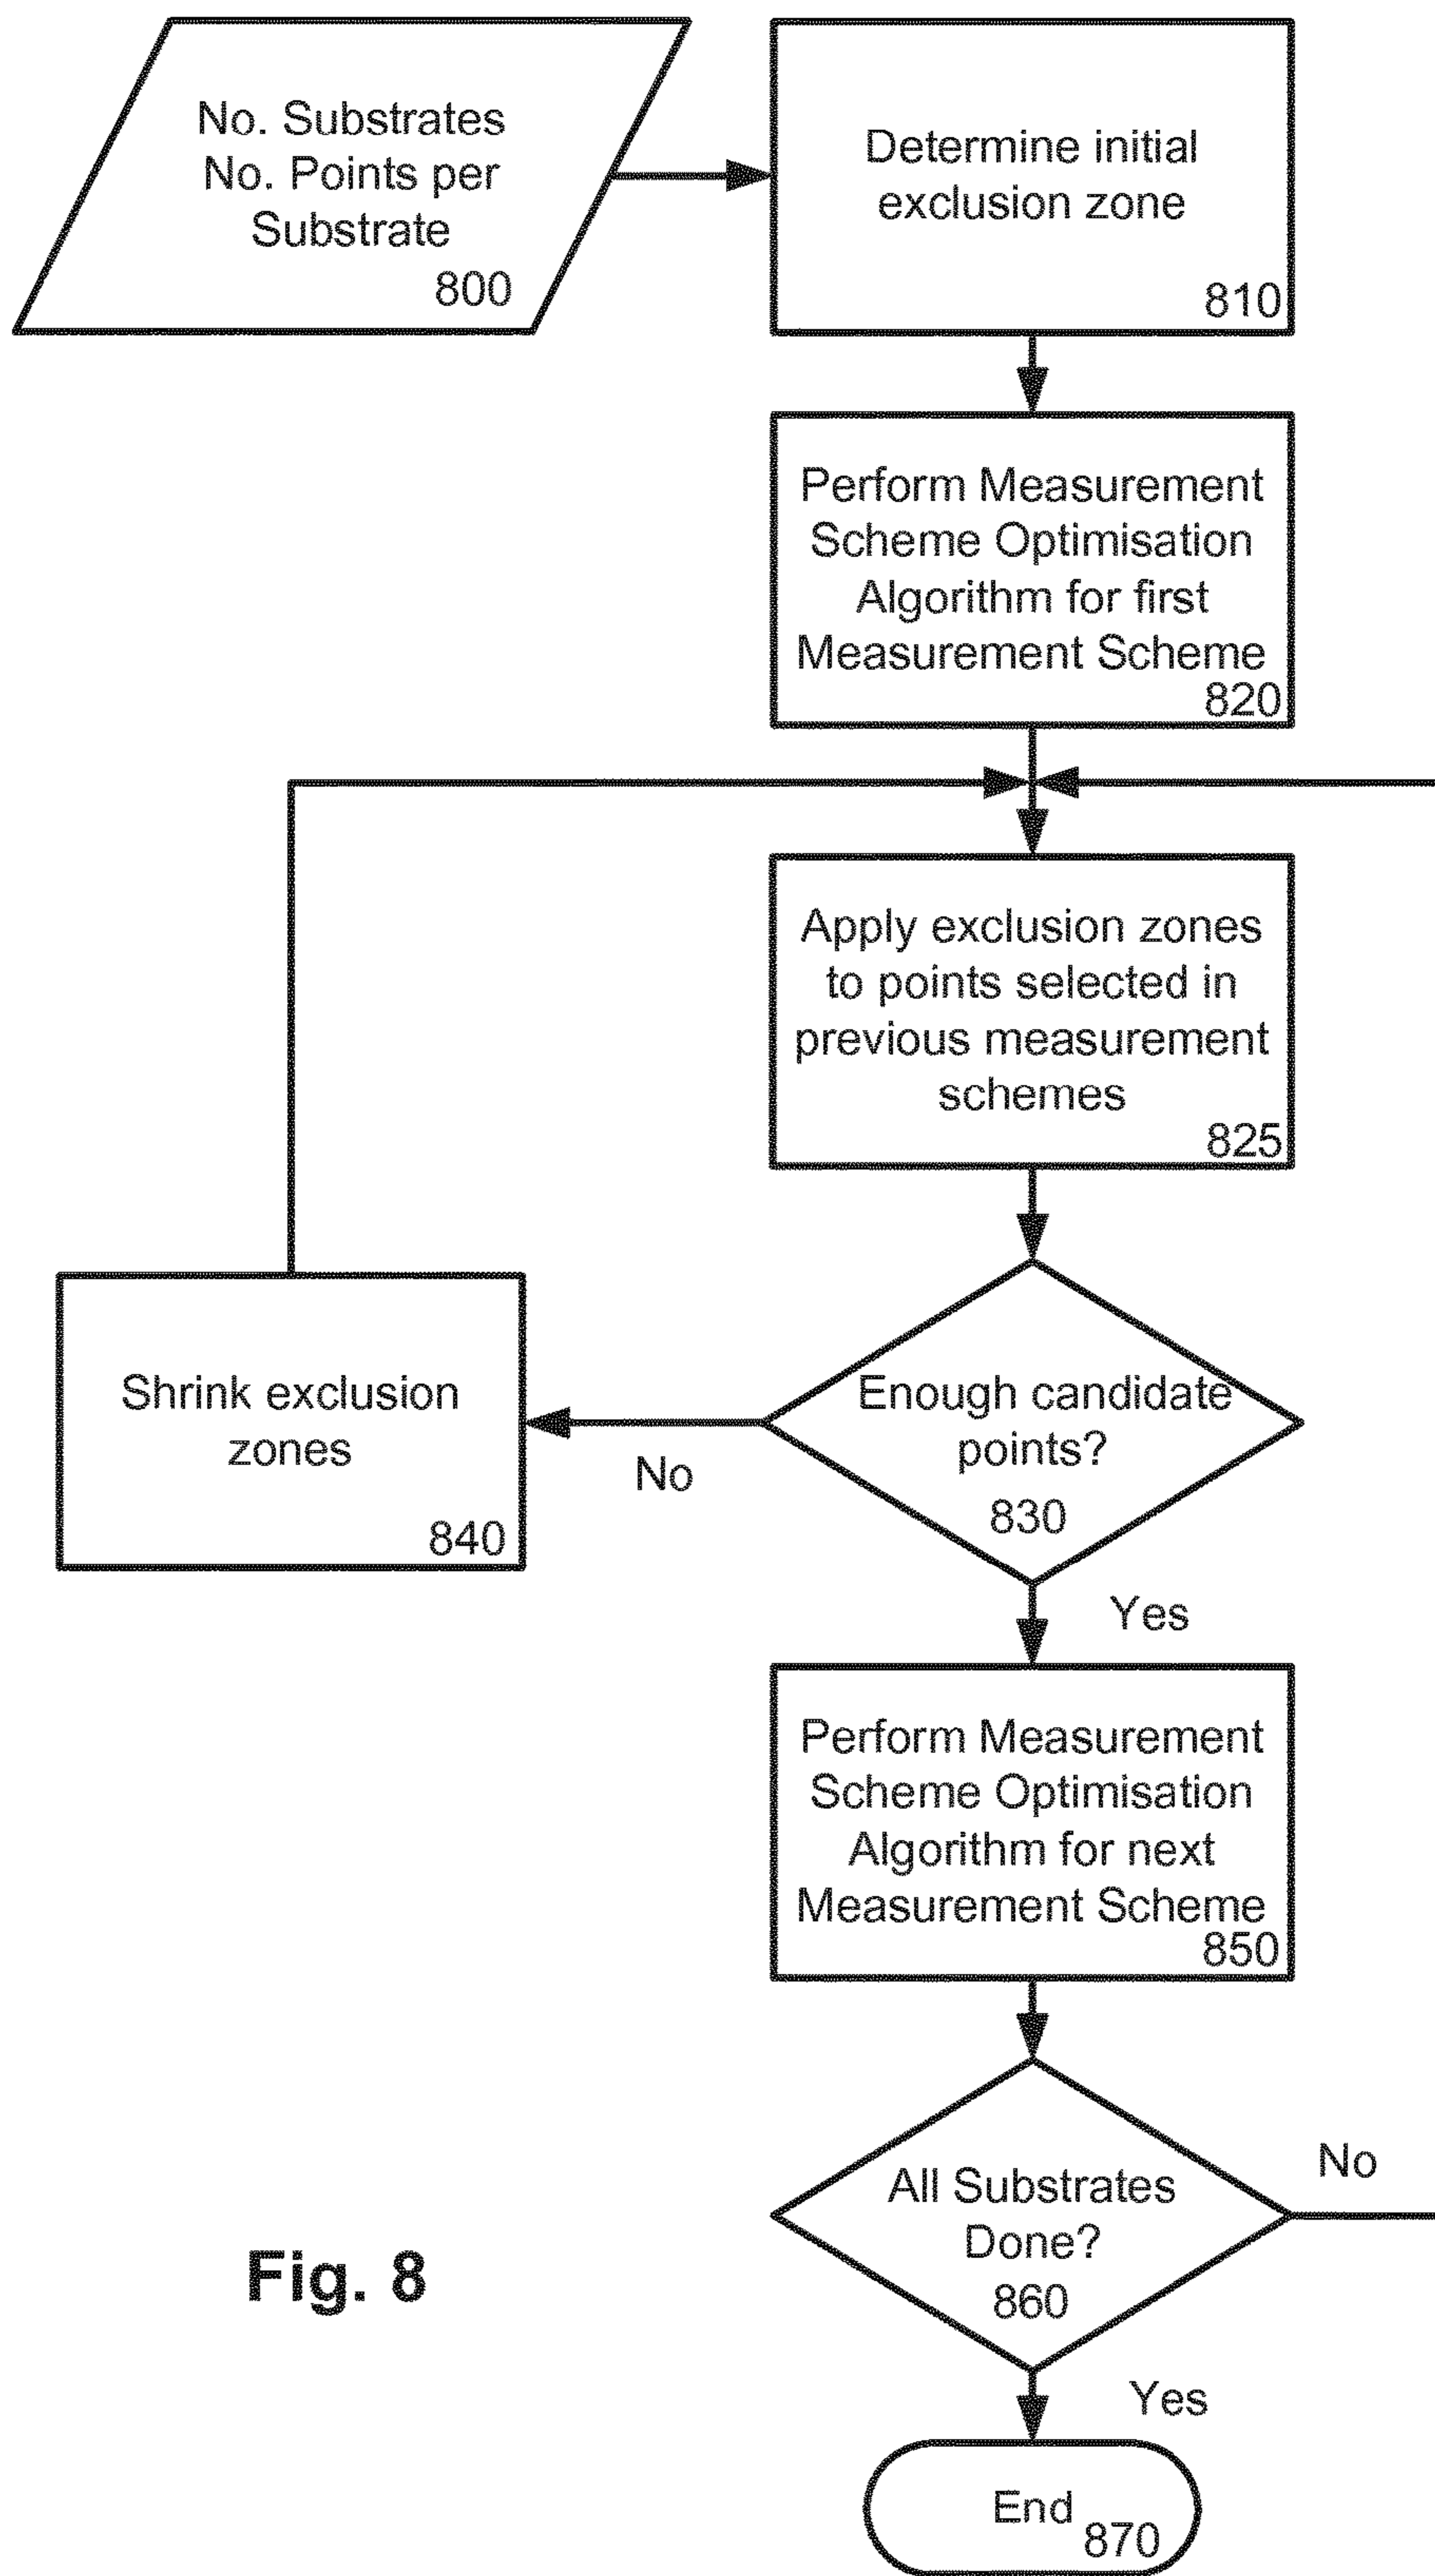 No. Substrates
No. Points per
Substrate
800
Determine initial
exclusion zone
810
Perform Measurement
Scheme Optimisation
Algorithm for first
Measurement Scheme
820
Apply exclusion zones
to points selected in
previous measurement
schemes
825
Enough candidate
points?
830
No
Shrink exclusion
zones
840
Yes
Perform Measurement
Scheme Optimisation
Algorithm for next
Measurement Scheme
850
All Substrates
Done?
860
No
Yes
End
870
Fig. 8